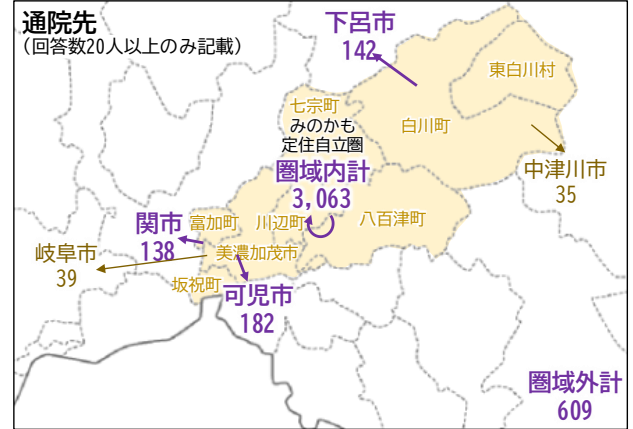 通院先
（回答数20人以上のみ記載）
下呂市
142
東白川村
七宗町
白川町
みのかも
定住自立圏
圏域内計
3,063
中津川市
35
関市
138
富加町
川辺町
八百津町
岐阜市
39
美濃加茂市
坂祝町
可児市
182
圏域外計
609